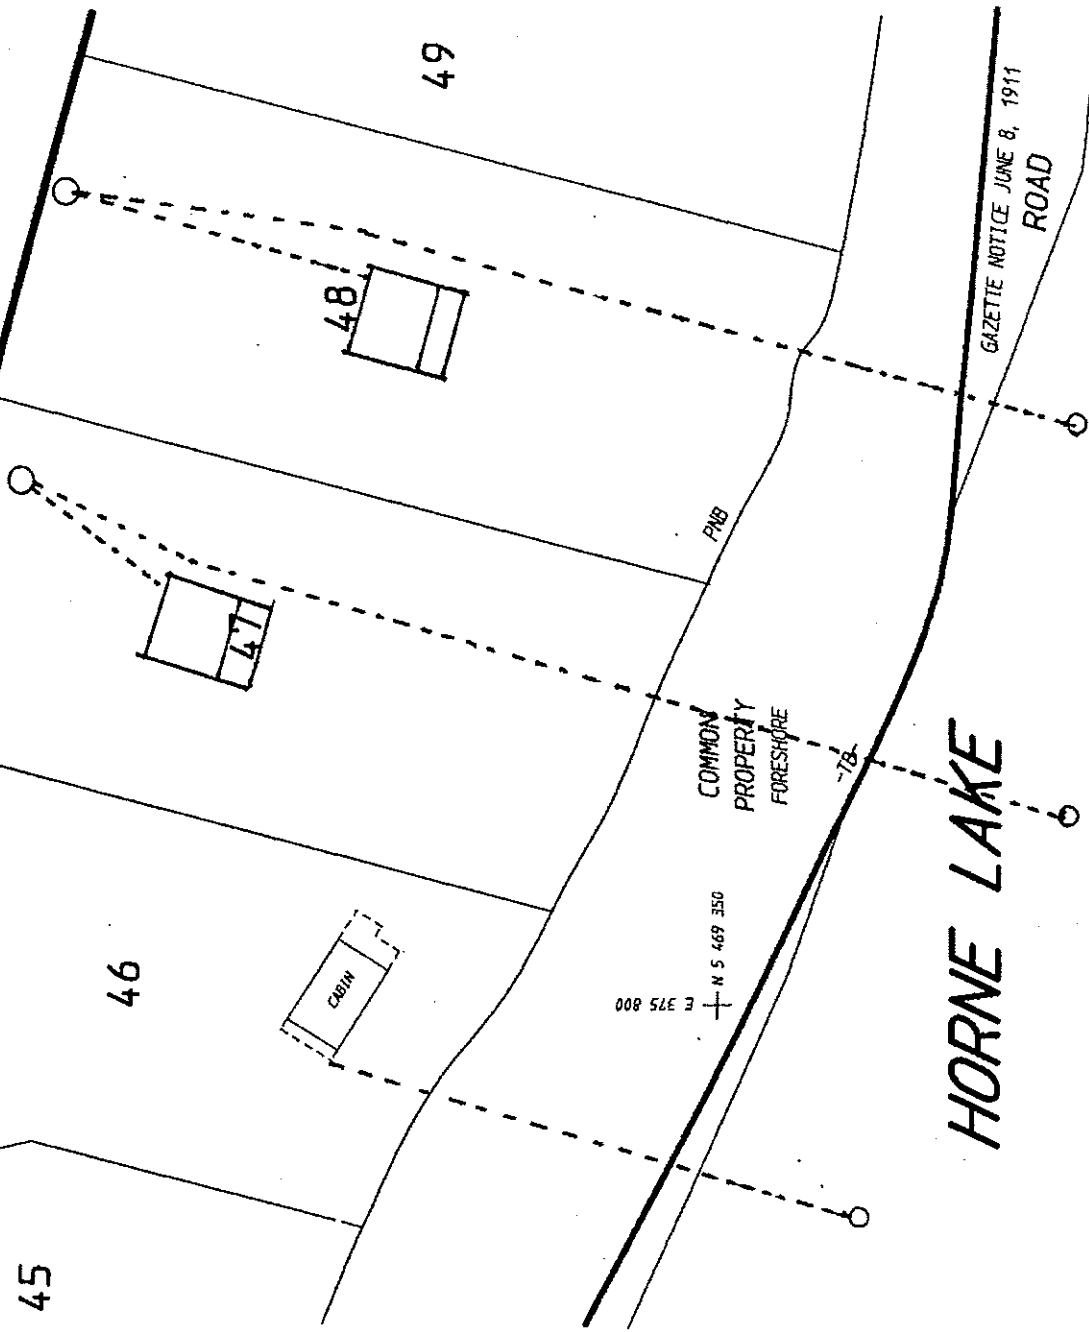 49
48
47
46
45
GAZETTE NOTICE JUNE 8, 1911
ROAD
PNB
COMMON
PROPERTY
FORESHORE
-TB-
CABIN
E 375 800
N 5 469 350
HORNE LAKE